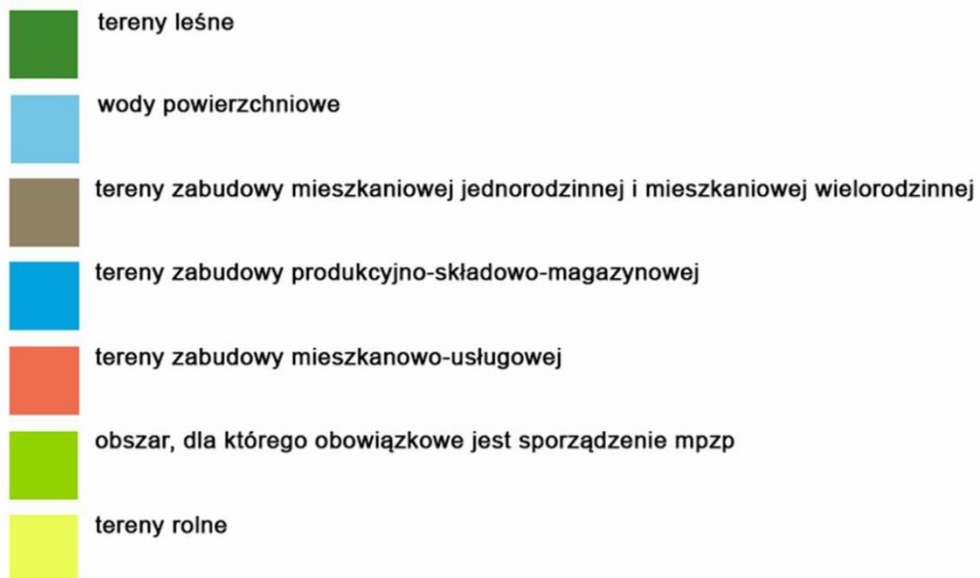 tereny leśne
wody powierzchniowe
tereny zabudowy mieszkaniowej jednorodzinnej i mieszkaniowej wielorodzinnej
tereny zabudowy produkcyjno-składowo-magazynowej
tereny zabudowy mieszkanowo-usługowej
obszar, dla którego obowiązkowe jest sporządzenie mpzp
tereny rolne